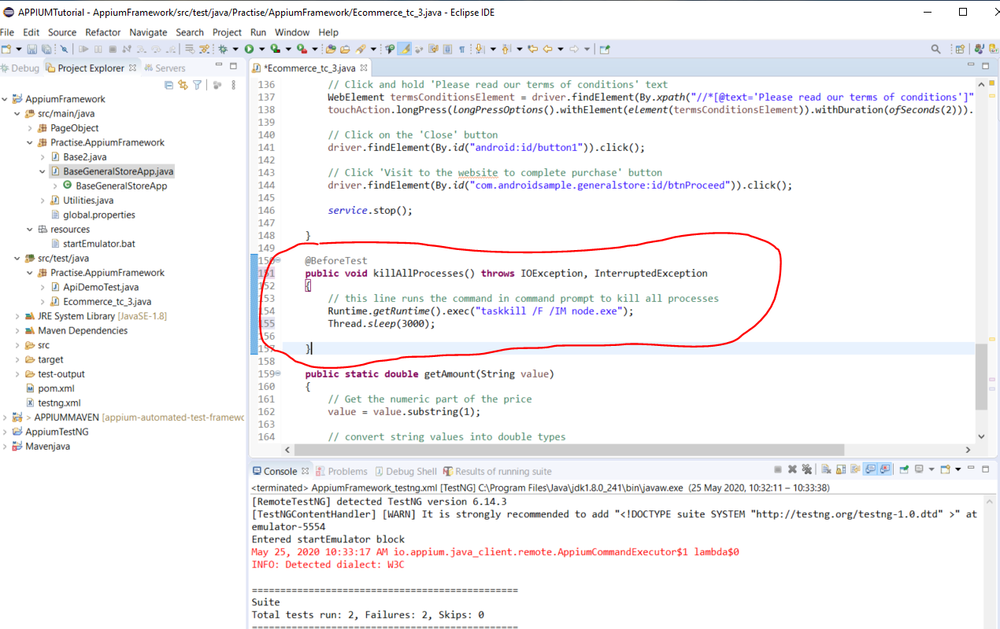 APPIUMTutorial - AppiumFramework/src/test/java/Practise/AppiumFramework/Ecommerce_tc_3.java - Eclipse IDE
File Edit Source Refactor Navigate Search Project Run Window Help
Debug Project Explorer Servers
AppiumFramework
src/main/java
PageObject
Practise.AppiumFramework
Base2.java
BaseGeneralStoreApp.java
BaseGeneralStoreApp
Utilities.java
global.properties
resources
startEmulator.bat
src/test/java
Practise.AppiumFramework
ApiDemoTest.java
Ecommerce_tc_3.java
JRE System Library [JavaSE-1.8]
Maven Dependencies
src
target
test-output
pom.xml
testng.xml
> APPIUMMAVEN [appium-automated-test-framewo
AppiumTestNG
Mavenjava
*Ecommerce_tc_3.java
136 // Click and hold 'Please read our terms of conditions' text
137 WebElement termsConditionsElement = driver.findElement(By.xpath("//*[@text='Please read our terms of conditions']"
138 touchAction.longPress(longPressOptions().withElement(element(termsConditionsElement)).withDuration(ofSeconds(2))).
139
140 // Click on the 'Close' button
141 driver.findElement(By.id("android:id/button1")).click();
142
143 // Click 'Visit to the website to complete purchase' button
144 driver.findElement(By.id("com.androidsample.generalstore:id/btnProceed")).click();
145
146 service.stop();
147
148 }
149
150 @BeforeTest
151 public void killAllProcesses() throws IOException, InterruptedException
152 {
153 // this line runs the command in command prompt to kill all processes
154 Runtime.getRuntime().exec("taskkill /F /IM node.exe");
155 Thread.sleep(3000);
156
157 }
158
159 public static double getAmount(String value)
160 {
161 // Get the numeric part of the price
162 value = value.substring(1);
163
164 // convert string values into double types
Console Problems Debug Shell Results of running suite
<terminated> AppiumFramework_testng.xml [TestNG] C:\Program Files\Java\jdk1.8.0_241\bin\javaw.exe (25 May 2020, 10:32:11 – 10:33:38)
[RemoteTestNG] detected TestNG version 6.14.3
[TestNGContentHandler] [WARN] It is strongly recommended to add "<!DOCTYPE suite SYSTEM "http://testng.org/testng-1.0.dtd" >" at
emulator-5554
Entered startEmulator block
May 25, 2020 10:33:17 AM io.appium.java_client.remote.AppiumCommandExecutor$1 lambda$0
INFO: Detected dialect: W3C
===============================================
Suite
Total tests run: 2, Failures: 2, Skips: 0
===============================================